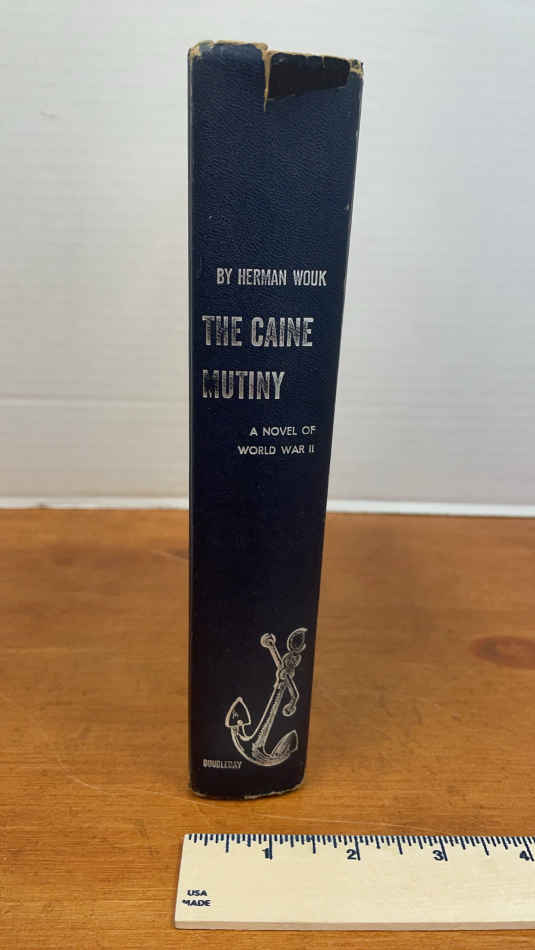 BY HERMAN WOUK
THE CAINE
MUTINY
A NOVEL OF
WORLD WAR II
DOUBLEDAY
1 2 3 4
USA
MADE